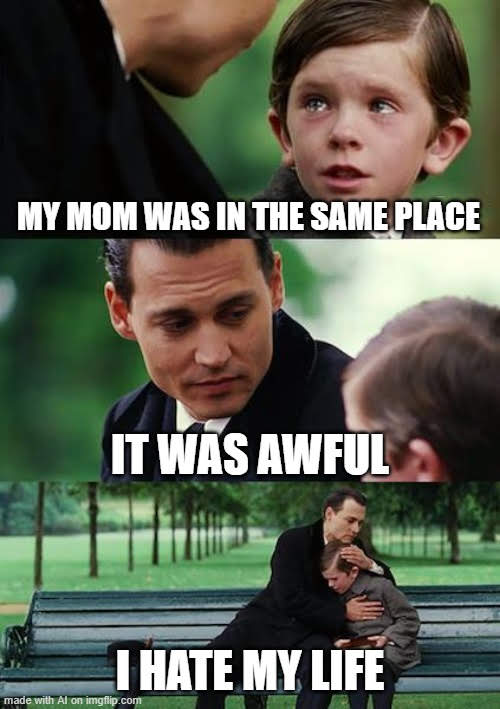 MY MOM WAS IN THE SAME PLACE
IT WAS AWFUL
I HATE MY LIFE
made with AI on imgflip.com